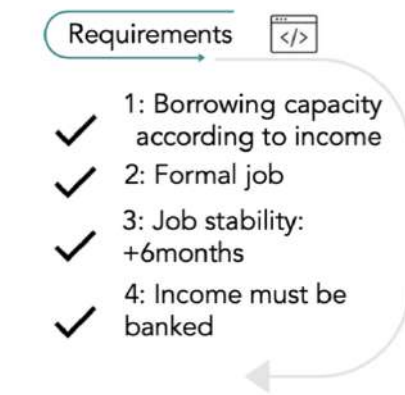 Requirements
</>
1: Borrowing capacity
according to income
2: Formal job
3: Job stability:
+6months
4: Income must be
banked